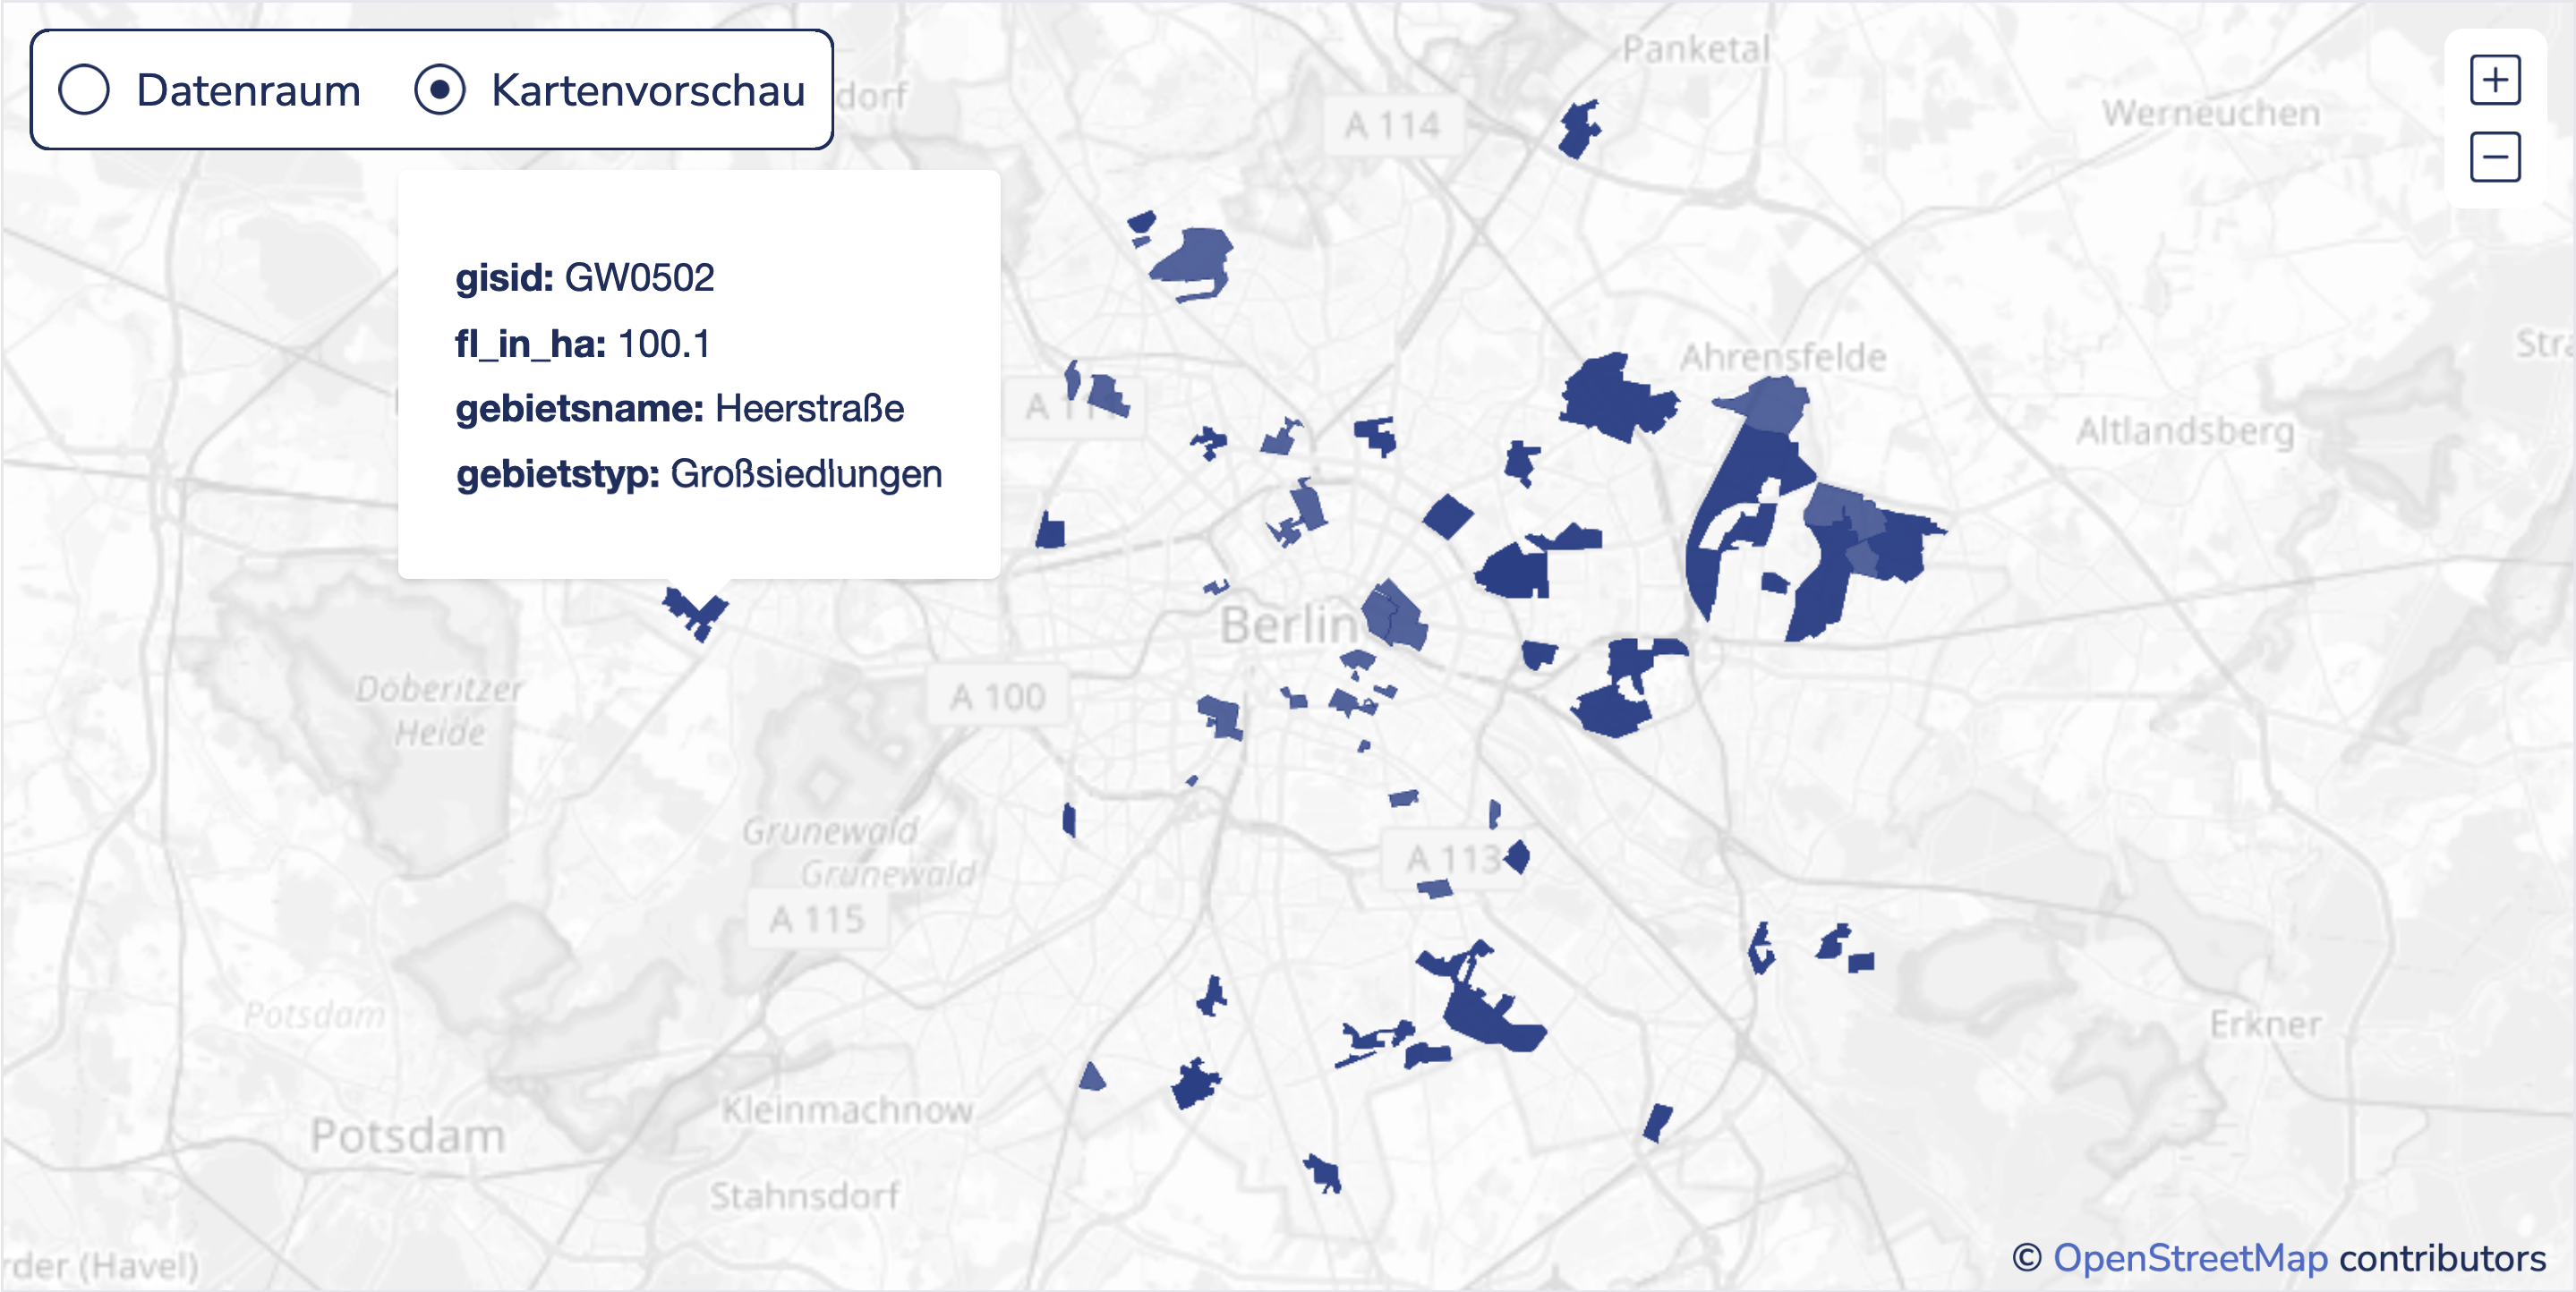 Datenraum
Kartenvorschau
dorf
Panketal
A 114
Werneuchen
gisid: GW0502
fl_in_ha: 100.1
gebietsname: Heerstraße
gebietstyp: Großsiedlungen
Ahrensfelde
Stra
A 11
Altlandsberg
Berlin
Döberitzer
Heide
A 100
Grunewald
Grunewald
A 113
A 115
Potsdam
Erkner
Kleinmachnow
Potsdam
Stahnsdorf
rder (Havel)
© OpenStreetMap contributors